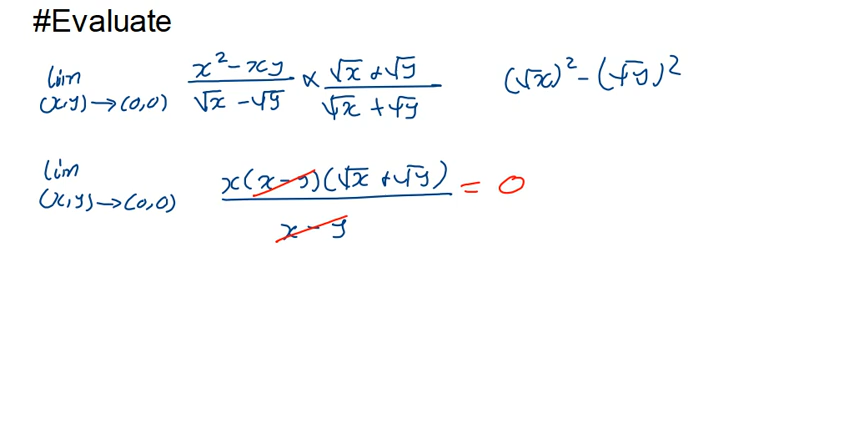 #Evaluate
lim (x,y)→(0,0) x²-xy / √x-√y × √x+√y / √x+√y (√x)²-(√y)²
lim (x,y)→(0,0) x(x-y)(√x+√y) / x-y = 0